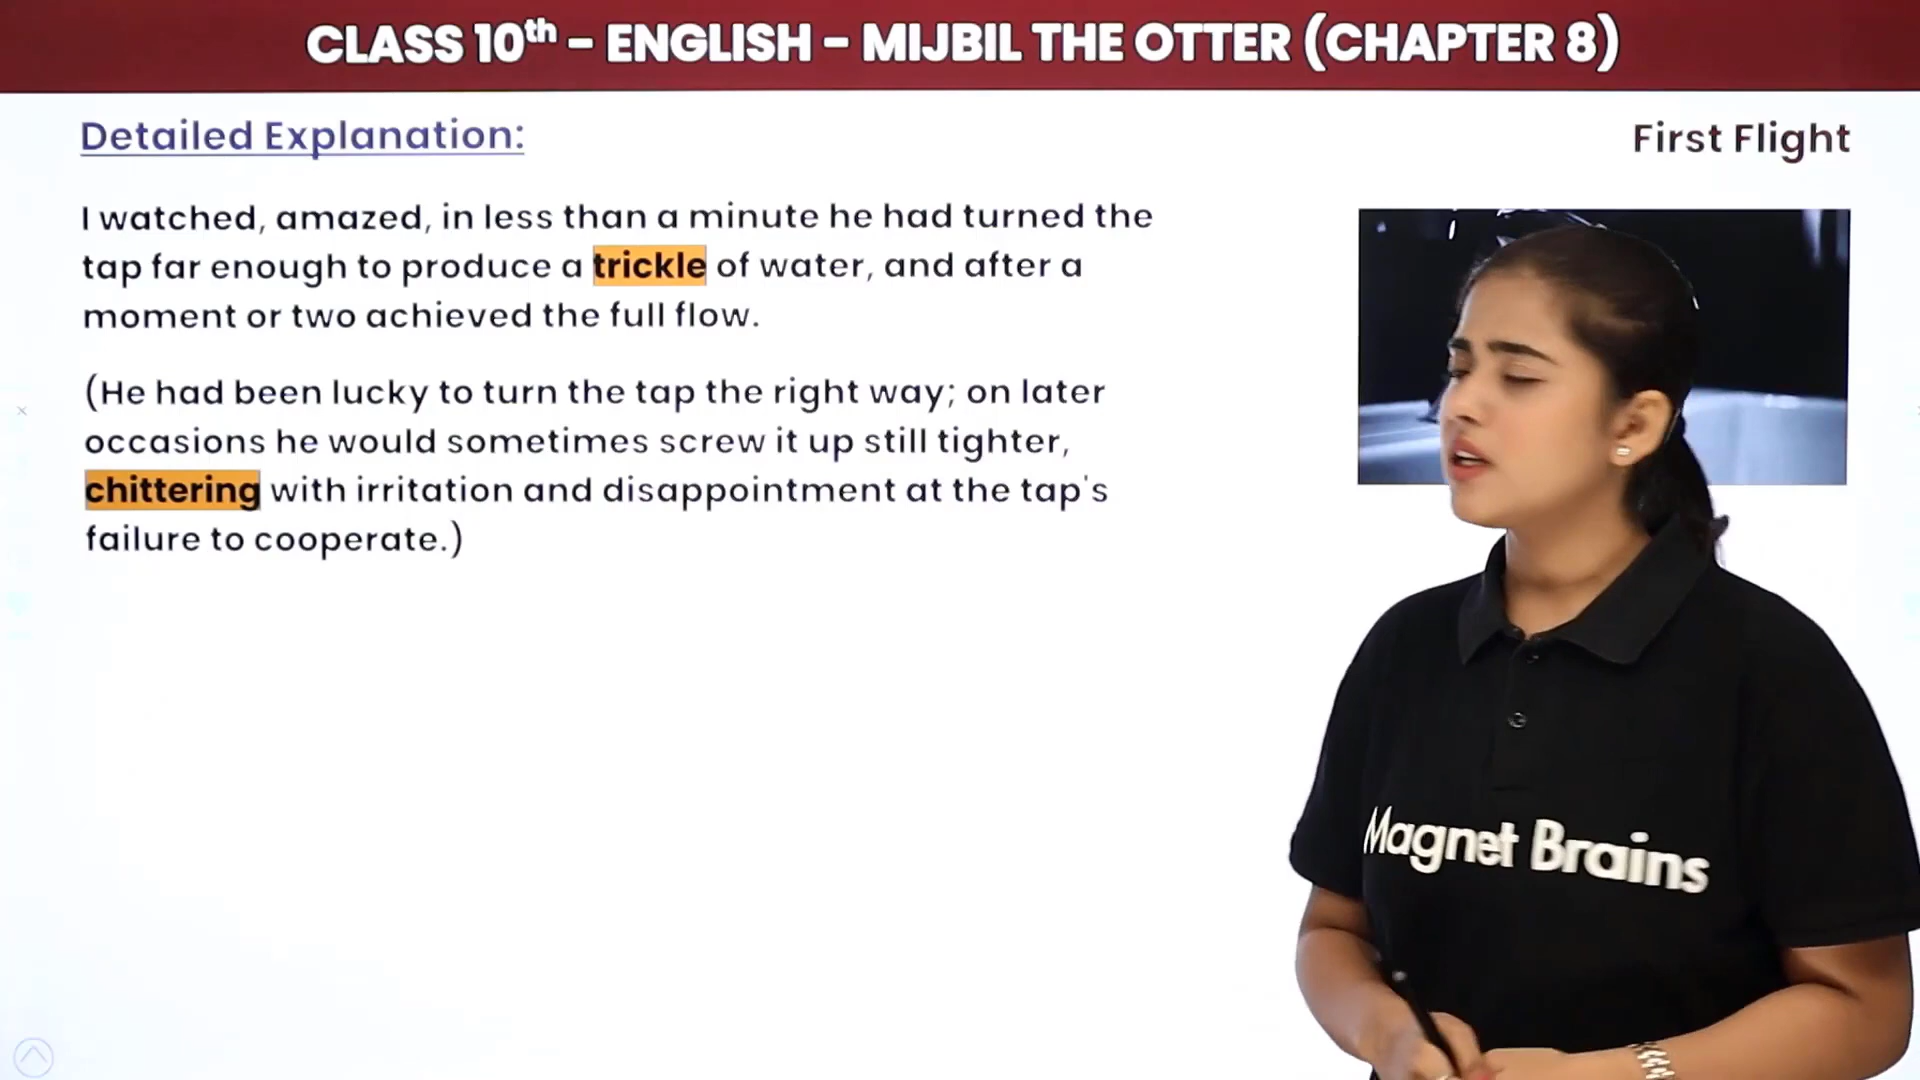 CLASS 10th – ENGLISH – MIJBIL THE OTTER (CHAPTER 8)
Detailed Explanation:
First Flight
I watched, amazed, in less than a minute he had turned the
tap far enough to produce a trickle of water, and after a
moment or two achieved the full flow.
(He had been lucky to turn the tap the right way; on later
occasions he would sometimes screw it up still tighter,
chittering with irritation and disappointment at the tap's
failure to cooperate.)
Magnet Brains